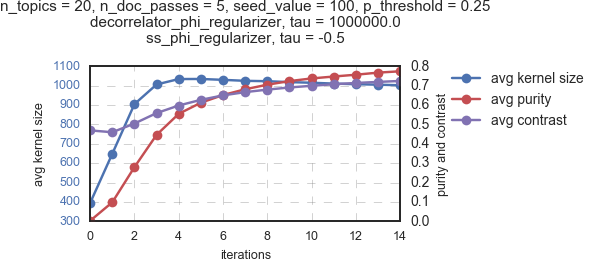 n_topics = 20, n_doc_passes = 5, seed_value = 100, p_threshold = 0.25
decorrelator_phi_regularizer, tau = 1000000.0
ss_phi_regularizer, tau = -0.5
1100
1000
900
800
700
600
500
400
300
avg kernel size
0 2 4 6 8 10 12 14
iterations
0.8
0.7
0.6
0.5
0.4
0.3
0.2
0.1
0.0
purity and contrast
avg kernel size
avg purity
avg contrast